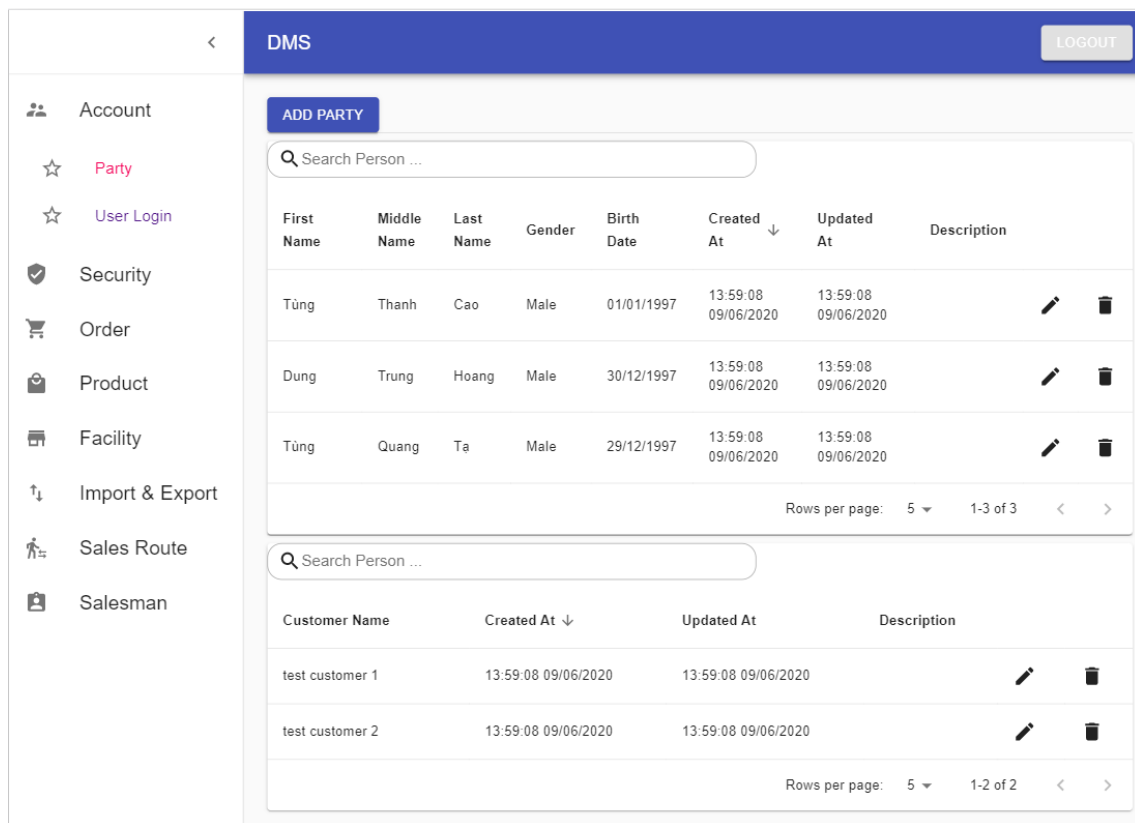 DMS
LOGOUT
Account
Party
User Login
Security
Order
Product
Facility
Import & Export
Sales Route
Salesman
ADD PARTY
Search Person ...
First Name Middle Name Last Name Gender Birth Date Created At Updated At Description
Tùng Thanh Cao Male 01/01/1997 13:59:08 09/06/2020 13:59:08 09/06/2020
Dung Trung Hoang Male 30/12/1997 13:59:08 09/06/2020 13:59:08 09/06/2020
Tùng Quang Tạ Male 29/12/1997 13:59:08 09/06/2020 13:59:08 09/06/2020
Rows per page: 5 1-3 of 3
Search Person ...
Customer Name Created At Updated At Description
test customer 1 13:59:08 09/06/2020 13:59:08 09/06/2020
test customer 2 13:59:08 09/06/2020 13:59:08 09/06/2020
Rows per page: 5 1-2 of 2